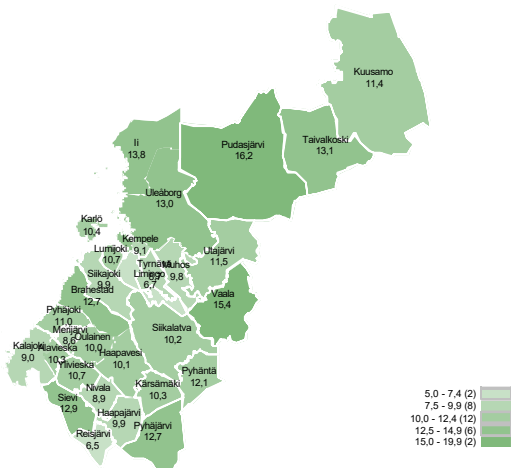 Kuusamo
11,4
Ii
13,8
Pudasjärvi
16,2
Taivalkoski
13,1
Uleåborg
13,0
Karlö
10,4
Kempele
9,1
Lumijoki
10,7
Utajärvi
11,5
Tyrnävä
Muhos
9,8
Limingo
6,7
Siikajoki
9,9
Brahestad
12,7
Vaala
15,4
Pyhäjoki
11,0
Merijärvi
8,6
Oulainen
10,0
Siikalatva
10,2
Kalajoki
9,0
Alavieska
10,3
Haapavesi
10,1
Ylivieska
10,7
Pyhäntä
12,1
Kärsämäki
10,3
Nivala
8,9
Sievi
12,9
Haapajärvi
9,9
Pyhäjärvi
12,7
Reisjärvi
6,5
5,0 - 7,4 (2)
7,5 - 9,9 (8)
10,0 - 12,4 (12)
12,5 - 14,9 (6)
15,0 - 19,9 (2)